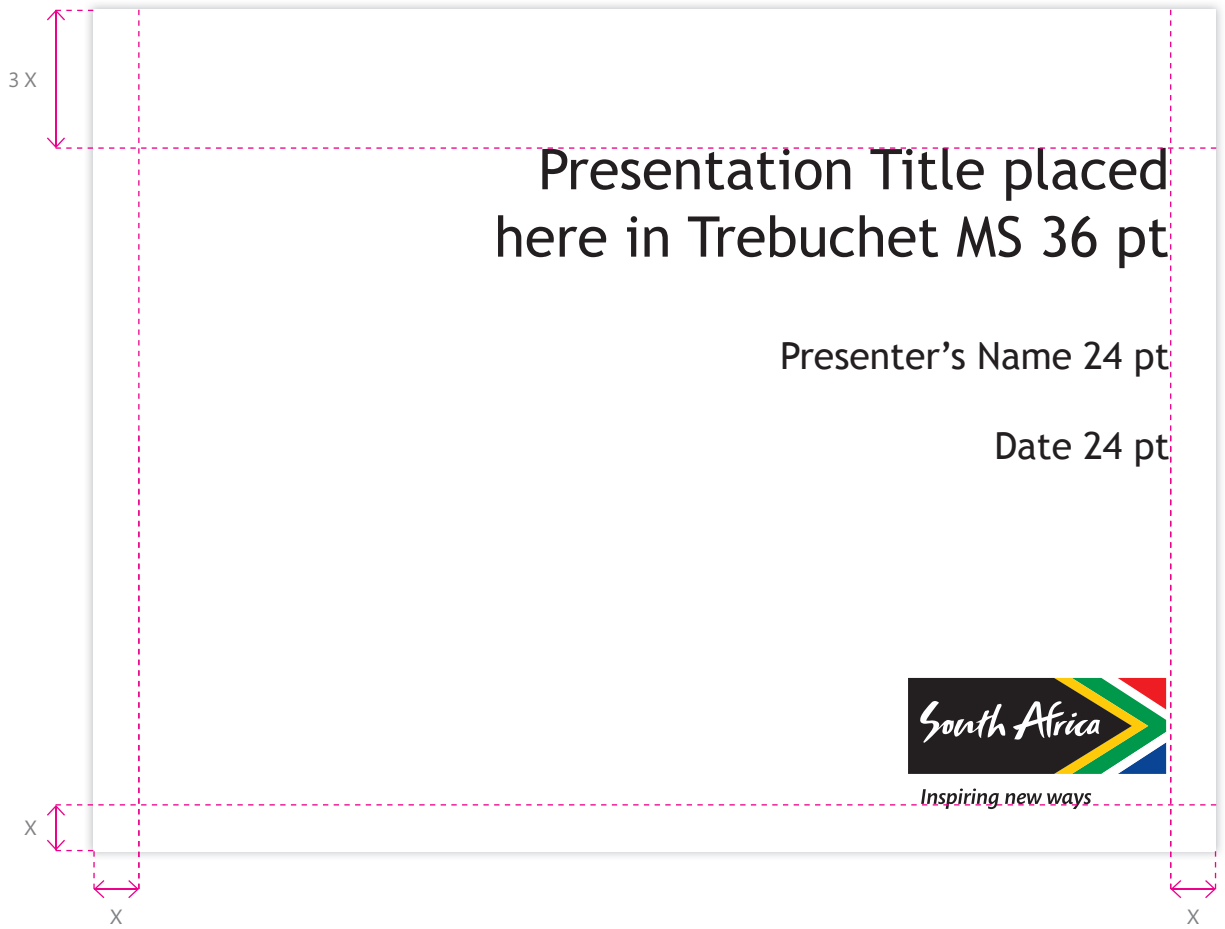 3 X
Presentation Title placed
here in Trebuchet MS 36 pt
Presenter’s Name 24 pt
Date 24 pt
South Africa
Inspiring new ways
X
X
X